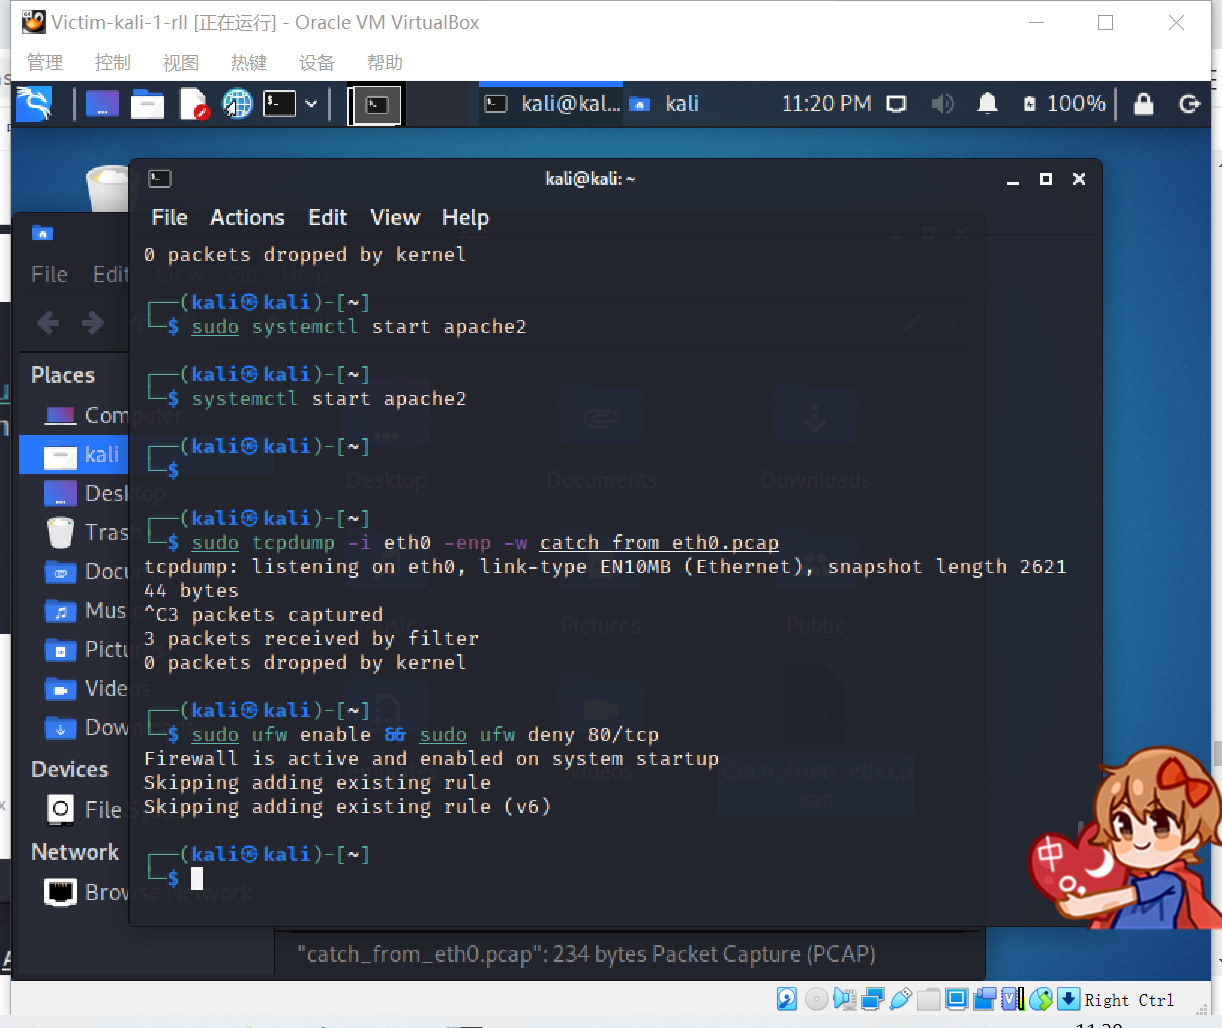 Victim-kali-1-rll [正在运行] - Oracle VM VirtualBox
管理 控制 视图 热键 设备 帮助
kali@kal... kali 11:20 PM 100%
kali@kali: ~
File Actions Edit View Help
0 packets dropped by kernel
┌──(kali㉿kali)-[~]
└─$ sudo systemctl start apache2
┌──(kali㉿kali)-[~]
└─$ systemctl start apache2
┌──(kali㉿kali)-[~]
└─$
┌──(kali㉿kali)-[~]
└─$ sudo tcpdump -i eth0 -enp -w catch_from_eth0.pcap
tcpdump: listening on eth0, link-type EN10MB (Ethernet), snapshot length 2621
44 bytes
^C3 packets captured
3 packets received by filter
0 packets dropped by kernel
┌──(kali㉿kali)-[~]
└─$ sudo ufw enable && sudo ufw deny 80/tcp
Firewall is active and enabled on system startup
Skipping adding existing rule
Skipping adding existing rule (v6)
┌──(kali㉿kali)-[~]
└─$
File Edit View Go Help
Places
Computer
kali
Desktop
Trash
Docu
Music
Pictures
Videos
Downloads
Devices
File System
Network
Browse Network
Desktop Documents Downloads
Music Pictures Public
Videos
catch_from_eth0.p
cap
"catch_from_eth0.pcap": 234 bytes Packet Capture (PCAP)
中
Right Ctrl